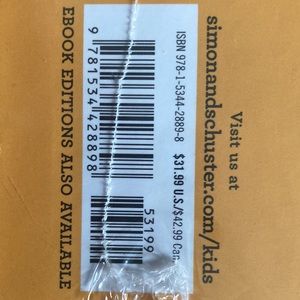 Visit us at
simonandschuster.com/kids
ISBN 978-1-5344-2889-8 $31.99 U.S./$42.99 Can.
53199
9 781534 428898
EBOOK EDITIONS ALSO AVAILABLE